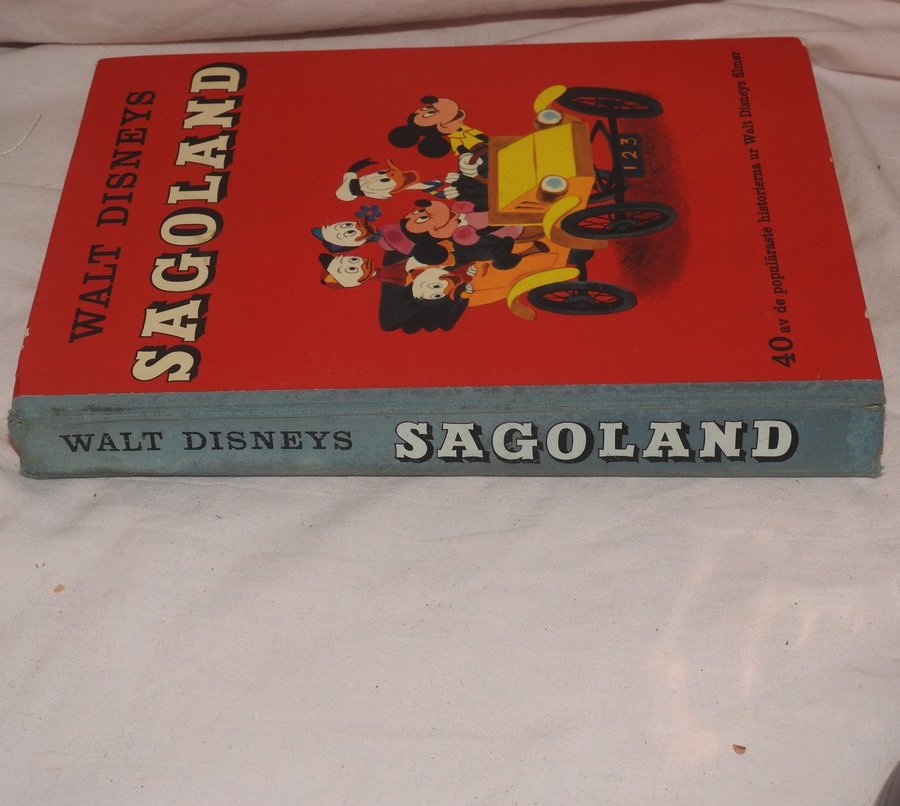 WALT DISNEYS
SAGOLAND
123
40 av de populäraste historierna ur Walt Disneys filmer
WALT DISNEYS SAGOLAND